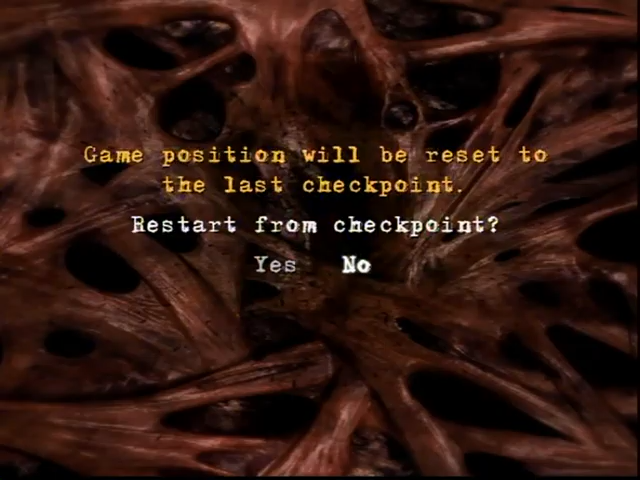 Game position will be reset to
the last checkpoint.
Restart from checkpoint?
Yes No